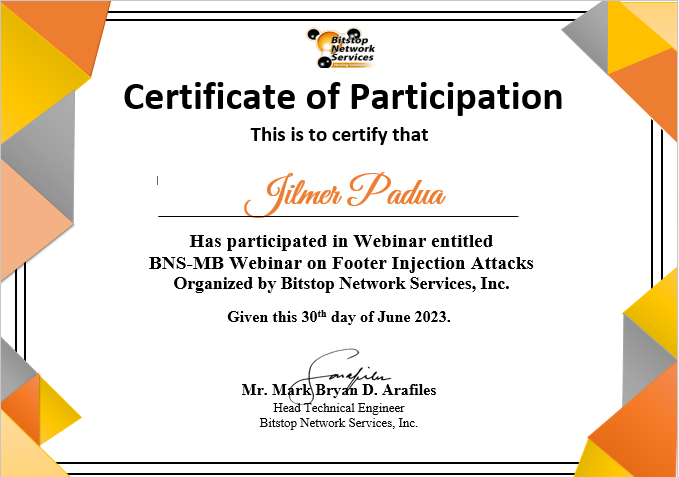 Bitstop
Network
Services
Certificate of Participation
This is to certify that
Jilmer Padua
Has participated in Webinar entitled
BNS-MB Webinar on Footer Injection Attacks
Organized by Bitstop Network Services, Inc.
Given this 30th day of June 2023.
Arafiles
Mr. Mark Bryan D. Arafiles
Head Technical Engineer
Bitstop Network Services, Inc.